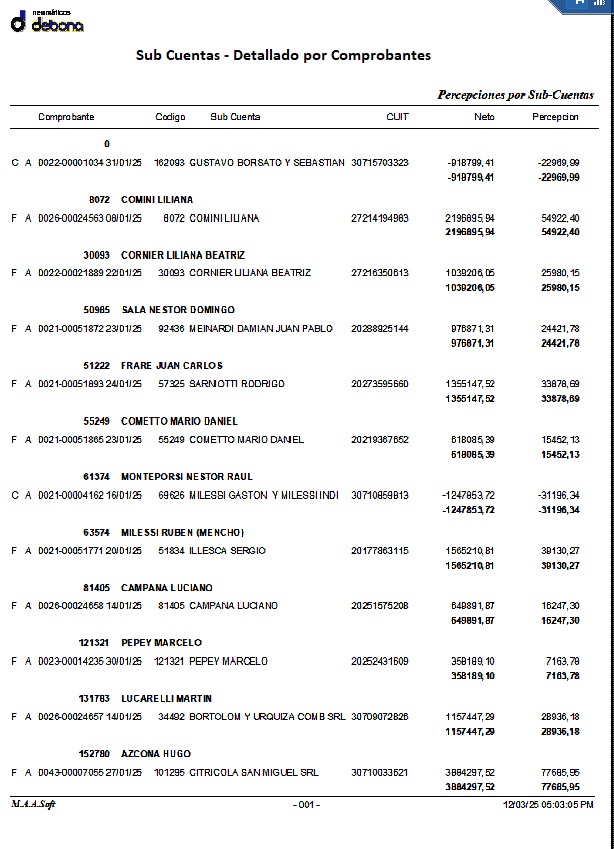 neumáticos
debona
Sub Cuentas - Detallado por Comprobantes
Percepciones por Sub-Cuentas
Comprobante Codigo Sub Cuenta CUIT Neto Percepcion
0
C A 0022-00001034 31/01/25 162093 GUSTAVO BORSATO Y SEBASTIAN 30715703323 -918799,41 -22969,99
-918799,41 -22969,99
8072 COMINI LILIANA
F A 0026-00024563 08/01/25 8072 COMINI LILIANA 27214194983 2196895,94 54922,40
2196895,94 54922,40
30093 CORNIER LILIANA BEATRIZ
F A 0022-00021889 22/01/25 30093 CORNIER LILIANA BEATRIZ 27216350613 1039206,05 25980,15
1039206,05 25980,15
50985 SALA NESTOR DOMINGO
F A 0021-00051872 23/01/25 92436 MEINARDI DAMIAN JUAN PABLO 20288925144 976871,31 24421,78
976871,31 24421,78
51222 FRARE JUAN CARLOS
F A 0021-00051893 24/01/25 57325 SARNIOTTI RODRIGO 20273595660 1355147,52 33878,69
1355147,52 33878,69
55249 COMETTO MARIO DANIEL
F A 0021-00051865 23/01/25 55249 COMETTO MARIO DANIEL 20219367652 618085,39 15452,13
618085,39 15452,13
61374 MONTEPORSI NESTOR RAUL
C A 0021-00004162 16/01/25 69626 MILESSI GASTON Y MILESSI INDI 30710859813 -1247853,72 -31196,34
-1247853,72 -31196,34
63574 MILESSI RUBEN (MENCHO)
F A 0021-00051771 20/01/25 51834 ILLESCA SERGIO 20177863115 1565210,81 39130,27
1565210,81 39130,27
81405 CAMPANA LUCIANO
F A 0026-00024658 14/01/25 81405 CAMPANA LUCIANO 20251575208 649891,87 16247,30
649891,87 16247,30
121321 PEPEY MARCELO
F A 0023-00014235 30/01/25 121321 PEPEY MARCELO 20252431609 358189,10 7163,78
358189,10 7163,78
131783 LUCARELLI MARTIN
F A 0026-00024657 14/01/25 34492 BORTOLOM Y URQUIZA COMB SRL 30709072826 1157447,29 28936,18
1157447,29 28936,18
152780 AZCONA HUGO
F A 0043-00007055 27/01/25 101295 CITRICOLA SAN MIGUEL SRL 30710033521 3884297,52 77685,95
3884297,52 77685,95
M.A.A.Soft - 001 - 12/03/25 05:03:05 PM